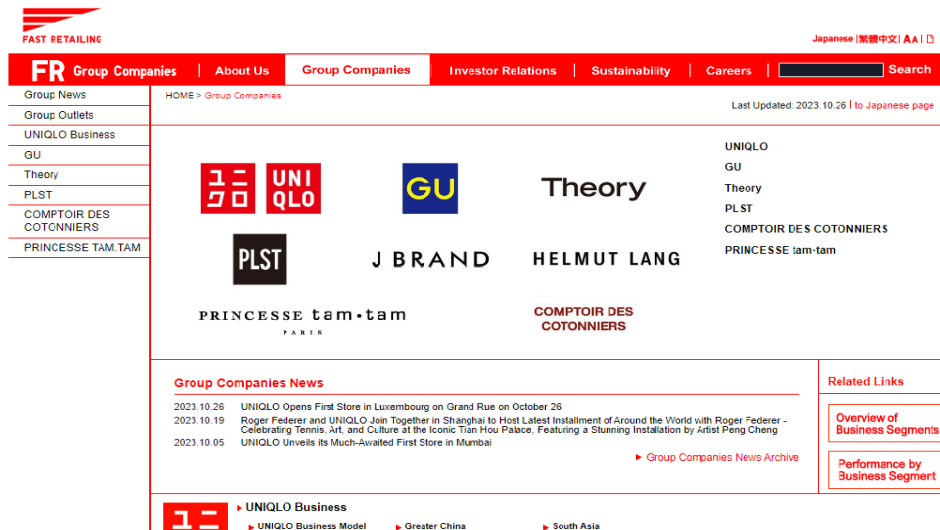 FAST RETAILING
Japanese |繁體中文| AA |
FR Group Companies | About Us Group Companies Investor Relations | Sustainability | Careers | Search
Group News
Group Outlets
UNIQLO Business
GU
Theory
PLST
COMPTOIR DES
COTONNIERS
PRINCESSE TAM.TAM
HOME > Group Companies
Last Updated: 2023.10.26 | to Japanese page
ユニ
クロ
UNI
QLO
GU
Theory
PLST
J BRAND
HELMUT LANG
PRINCESSE tam•tam
PARIS
COMPTOIR DES
COTONNIERS
UNIQLO
GU
Theory
PLST
COMPTOIR DES COTONNIERS
PRINCESSE tam-tam
Group Companies News
2023.10.26 UNIQLO Opens First Store in Luxembourg on Grand Rue on October 26
2023.10.19 Roger Federer and UNIQLO Join Together in Shanghai to Host Latest Installment of Around the World with Roger Federer -
Celebrating Tennis, Art, and Culture at the Iconic Tian Hou Palace, Featuring a Stunning Installation by Artist Peng Cheng
2023.10.05 UNIQLO Unveils its Much-Awaited First Store in Mumbai
Group Companies News Archive
Related Links
Overview of
Business Segments
Performance by
Business Segment
ユニ
UNIQLO Business
UNIQLO Business Model Greater China South Asia